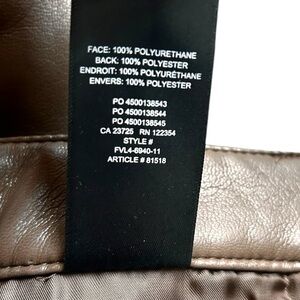 FACE: 100% POLYURETHANE
BACK: 100% POLYESTER
ENDROIT: 100% POLYURÉTHANE
ENVERS: 100% POLYESTER
PO 4500138543
PO 4500138544
PO 4500138545
CA 23725 RN 122354
STYLE #
FVL4-6940-11
ARTICLE # 81518